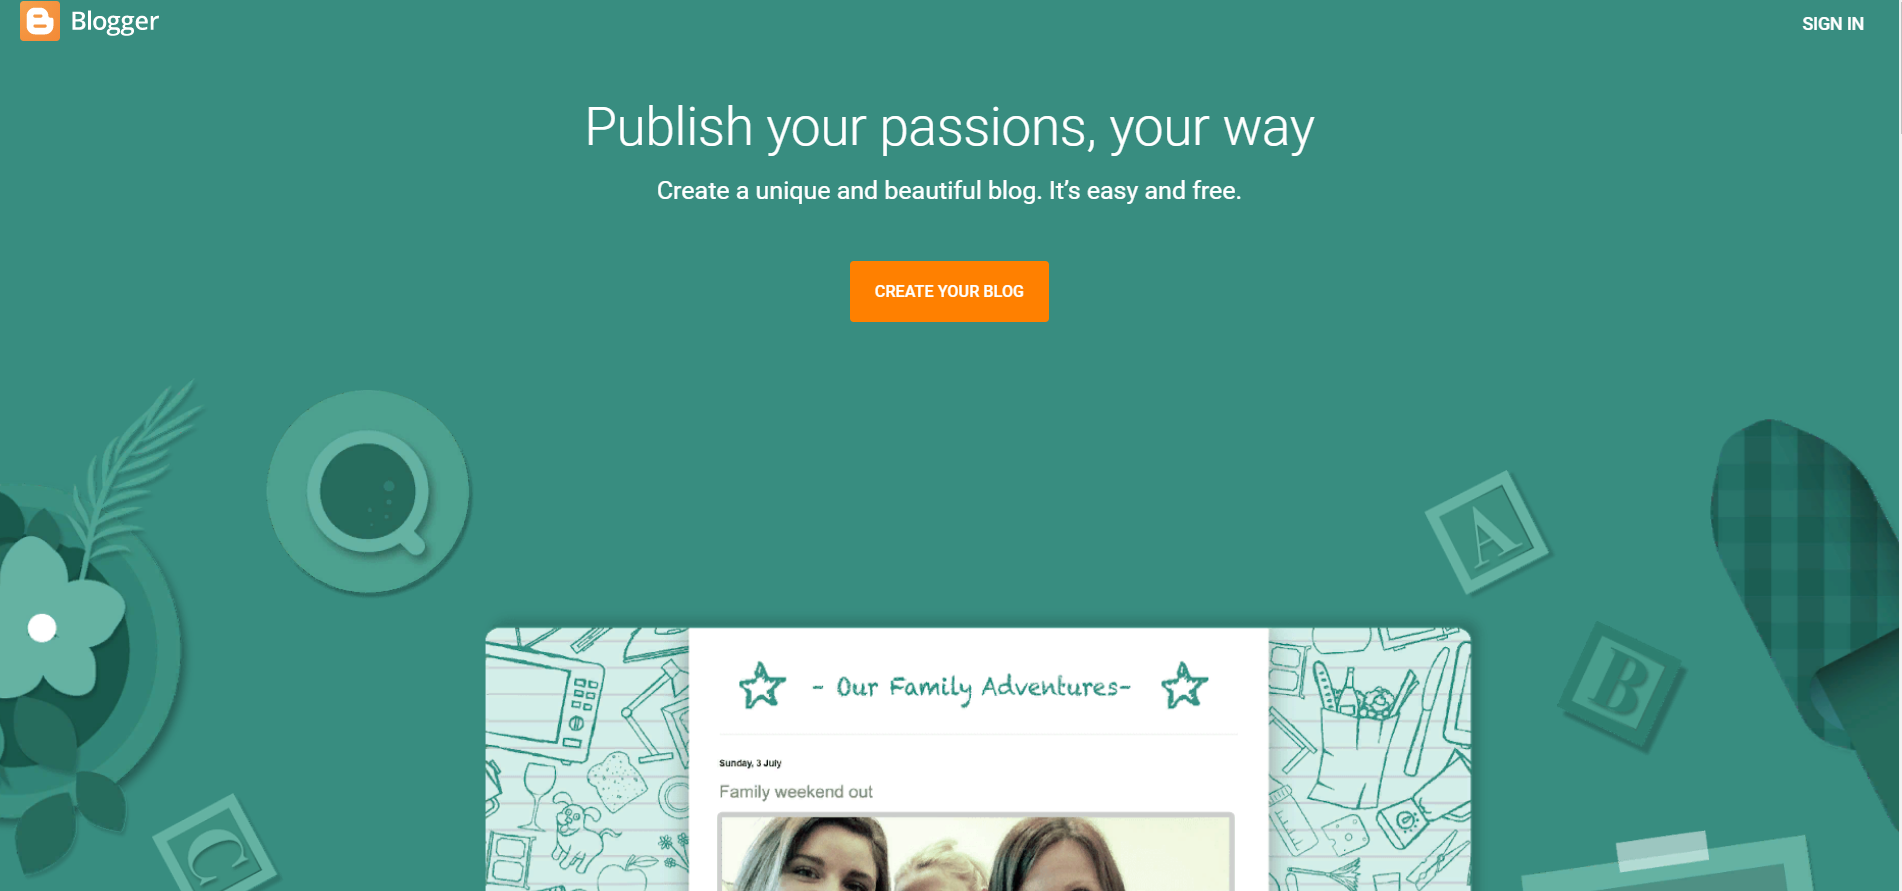 Blogger
SIGN IN
Publish your passions, your way
Create a unique and beautiful blog. It’s easy and free.
CREATE YOUR BLOG
A
B
- Our Family Adventures-
Sunday, 3 July
Family weekend out
C